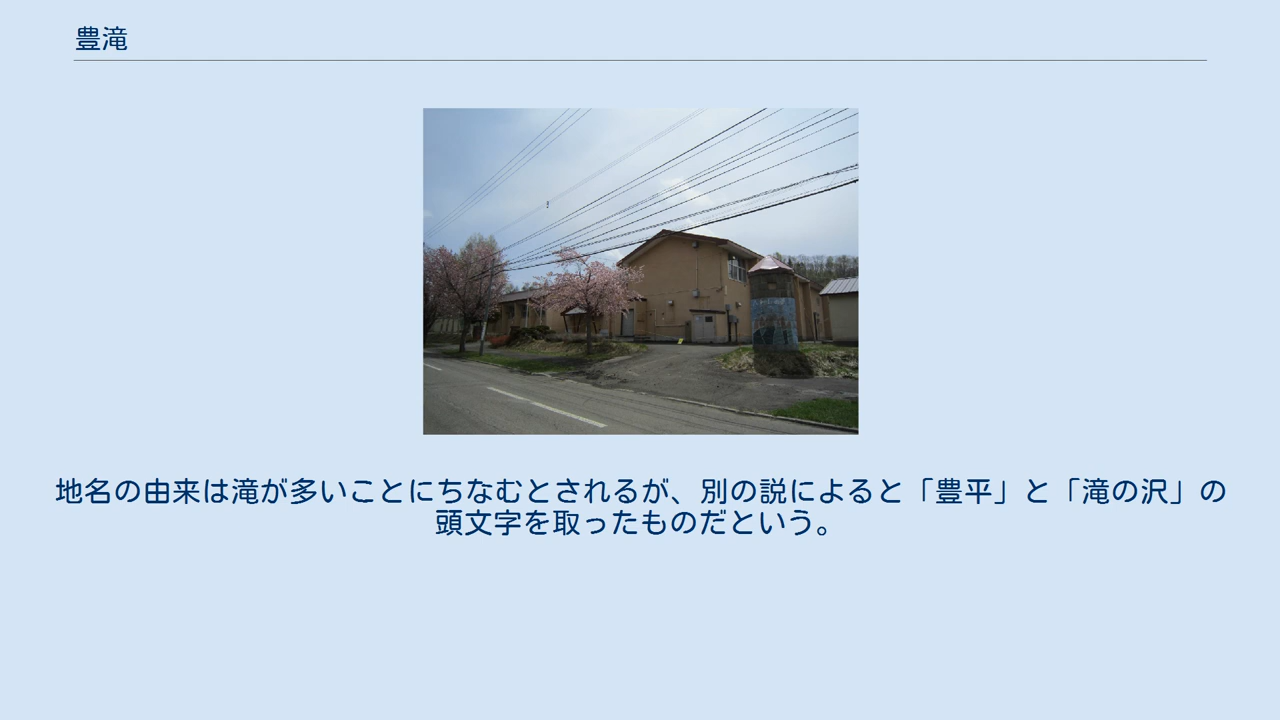 豊滝
地名の由来は滝が多いことにちなむとされるが、別の説によると「豊平」と「滝の沢」の
頭文字を取ったものだという。